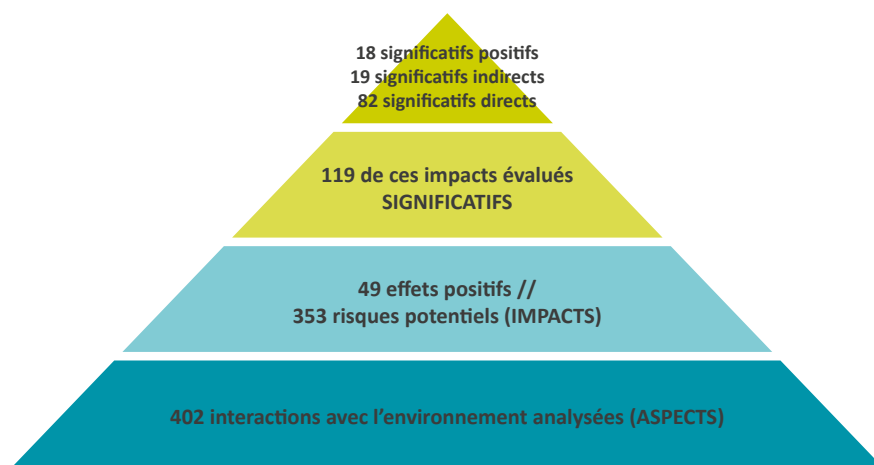 18 significatifs positifs
19 significatifs indirects
82 significatifs directs
119 de ces impacts évalués
SIGNIFICATIFS
49 effets positifs //
353 risques potentiels (IMPACTS)
402 interactions avec l’environnement analysées (ASPECTS)